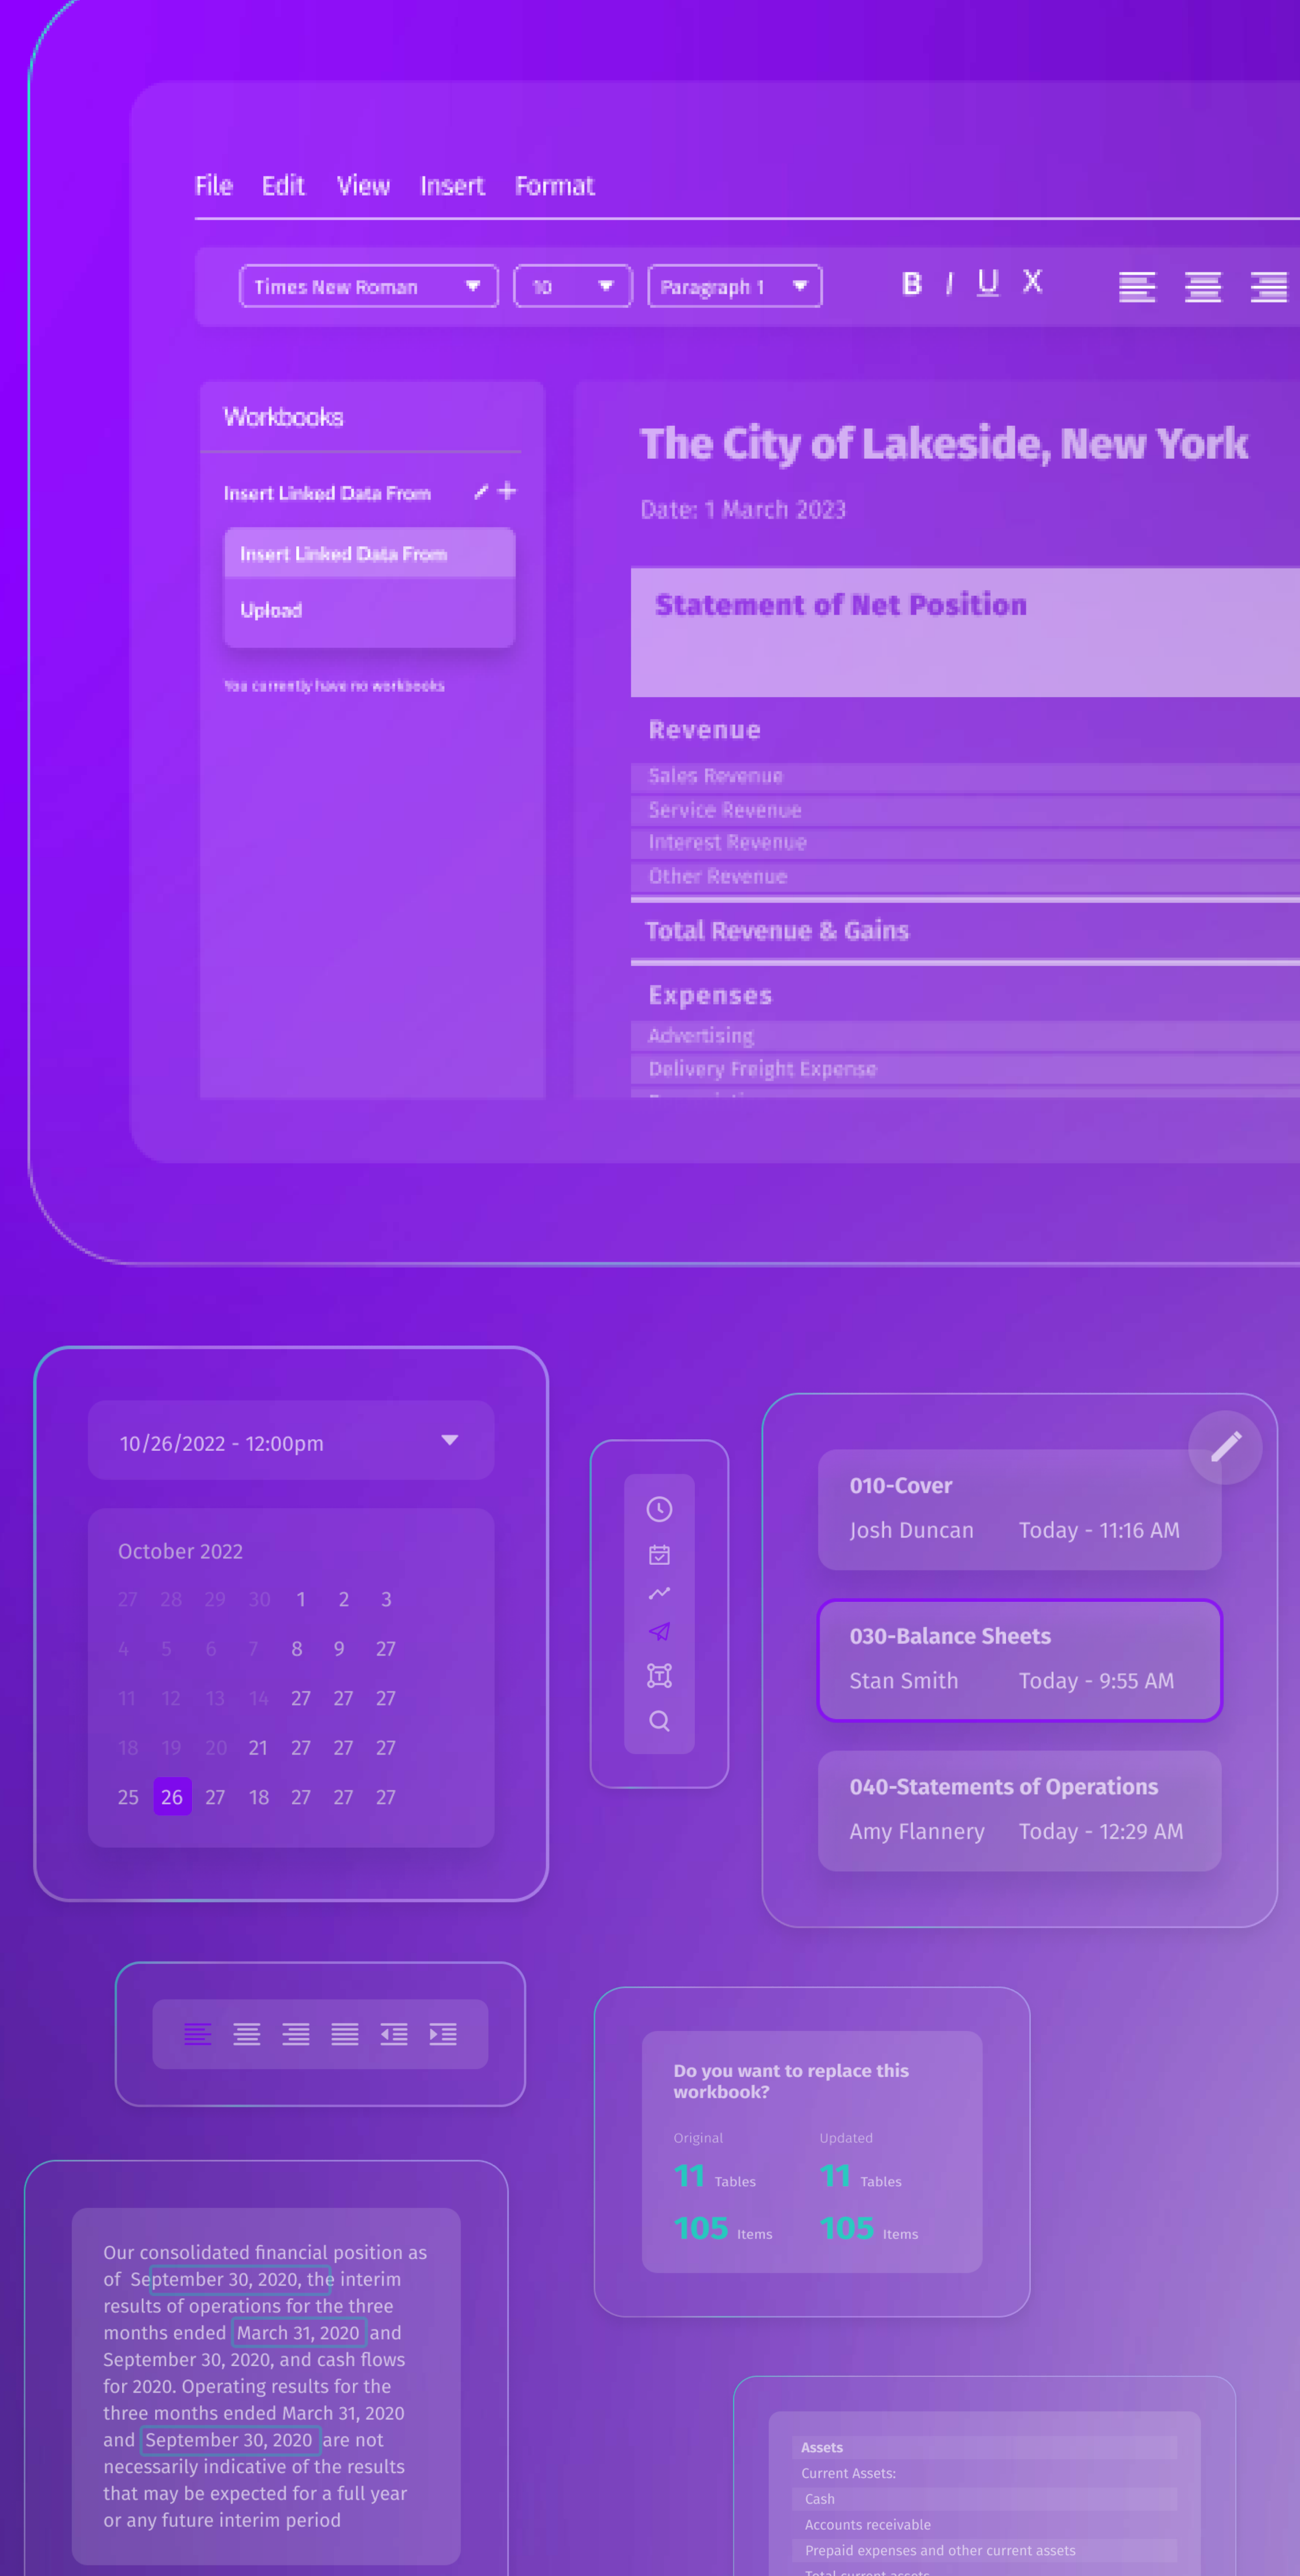 File Edit View Insert Format
Times New Roman 10 Paragraph 1 B I U X
Workbooks
Insert Linked Data From
Insert Linked Data From
Upload
You currently have no workbooks
The City of Lakeside, New York
Date: 1 March 2023
Statement of Net Position
Revenue
Sales Revenue
Service Revenue
Interest Revenue
Other Revenue
Total Revenue & Gains
Expenses
Advertising
Delivery Freight Expense
10/26/2022 - 12:00pm
October 2022
27 28 29 30 1 2 3
4 5 6 7 8 9 27
11 12 13 14 27 27 27
18 19 20 21 27 27 27
25 26 27 18 27 27 27
T
010-Cover
Josh Duncan Today - 11:16 AM
030-Balance Sheets
Stan Smith Today - 9:55 AM
040-Statements of Operations
Amy Flannery Today - 12:29 AM
Do you want to replace this
workbook?
Original Updated
11 Tables 11 Tables
105 Items 105 Items
Our consolidated financial position as
of September 30, 2020, the interim
results of operations for the three
months ended March 31, 2020 and
September 30, 2020, and cash flows
for 2020. Operating results for the
three months ended March 31, 2020
and September 30, 2020 are not
necessarily indicative of the results
that may be expected for a full year
or any future interim period
Assets
Current Assets:
Cash
Accounts receivable
Prepaid expenses and other current assets
Total current assets